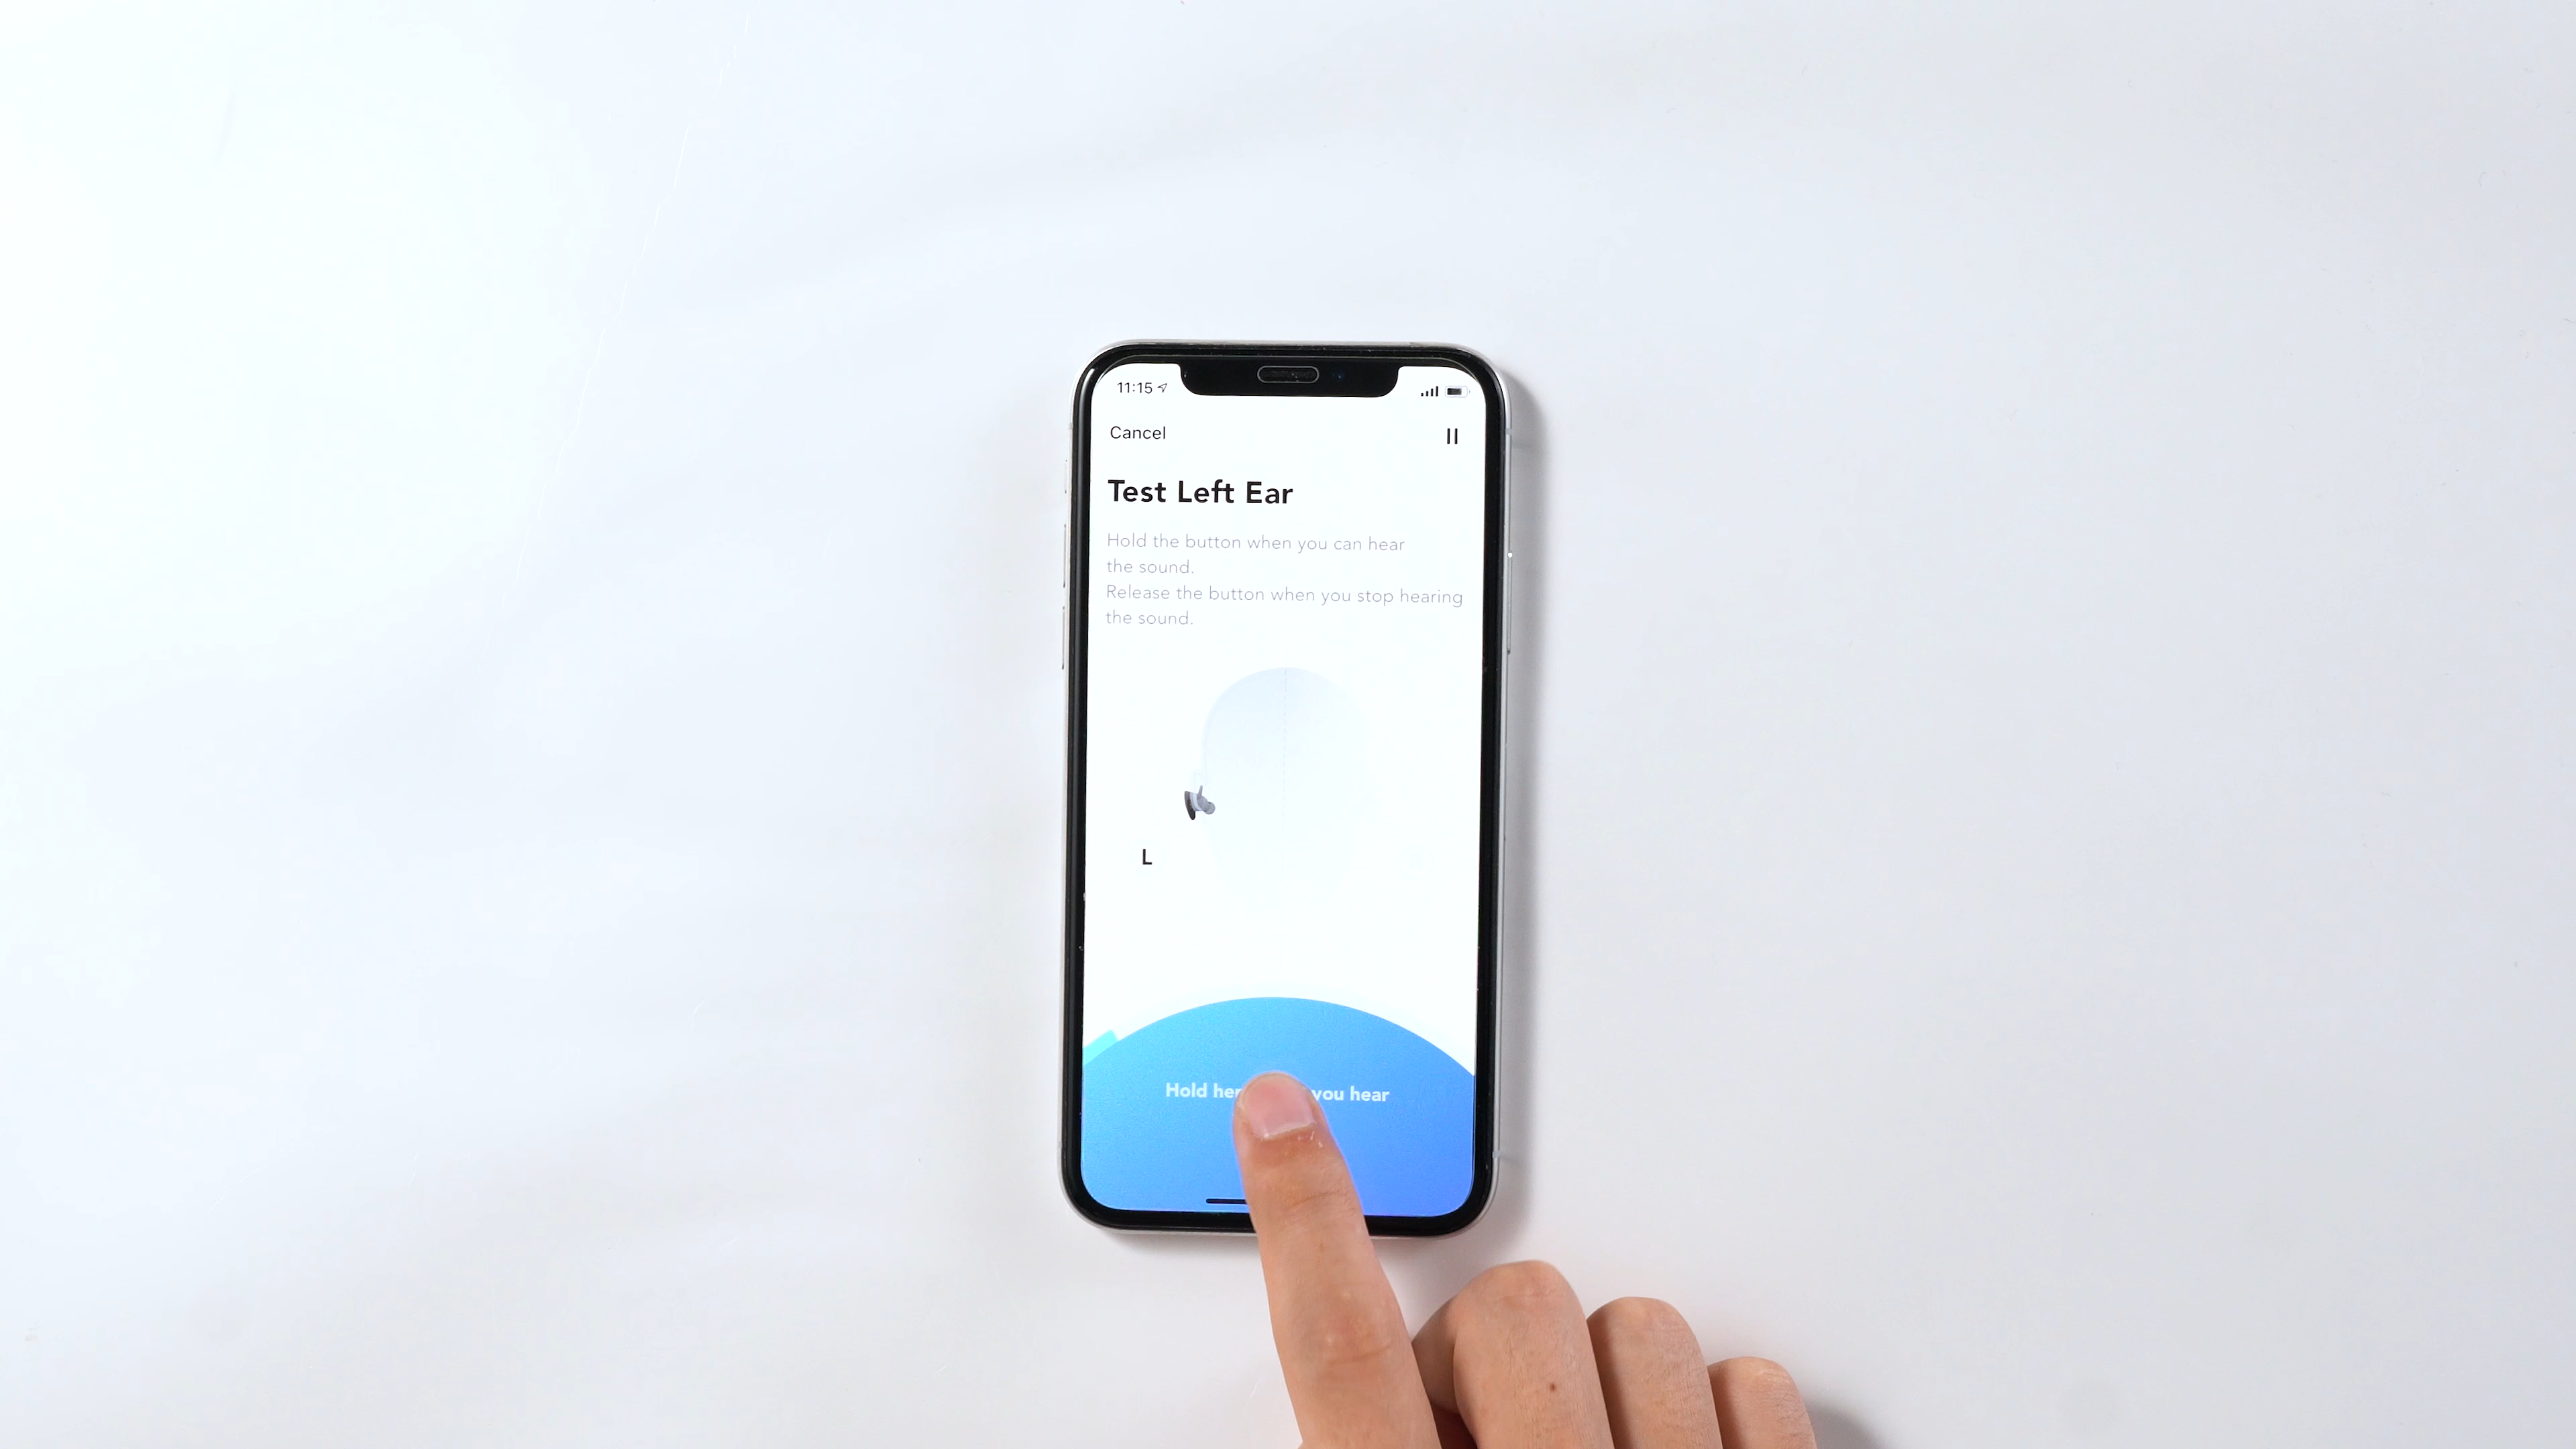 11:15
Cancel
Test Left Ear
Hold the button when you can hear
the sound.
Release the button when you stop hearing
the sound.
L
Hold you hear